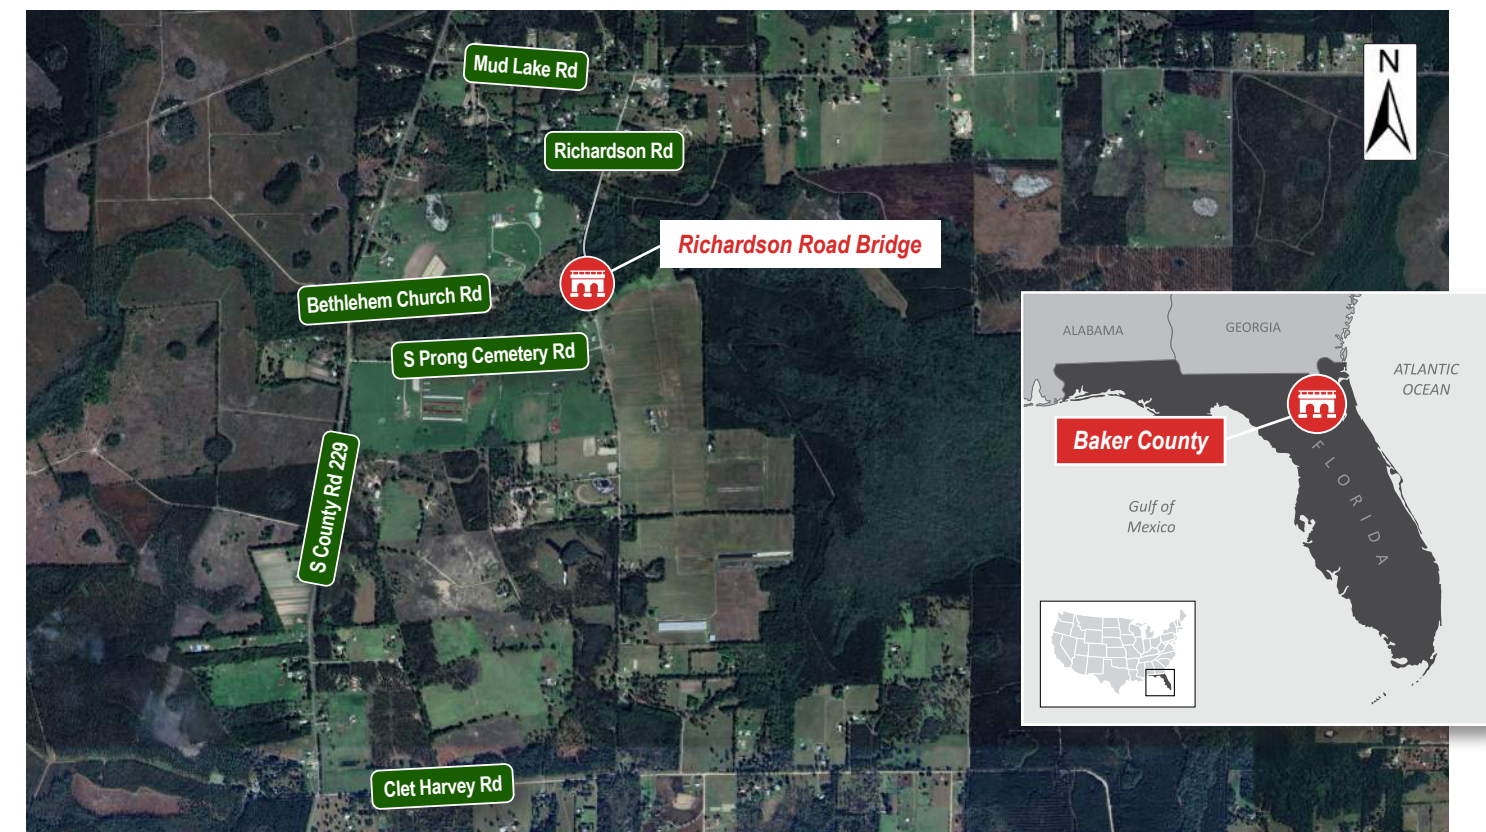 Mud Lake Rd
N
Richardson Rd
Richardson Road Bridge
Bethlehem Church Rd
S Prong Cemetery Rd
S County Rd 229
Clet Harvey Rd
ALABAMA
GEORGIA
ATLANTIC
OCEAN
Baker County
FLORIDA
Gulf of
Mexico